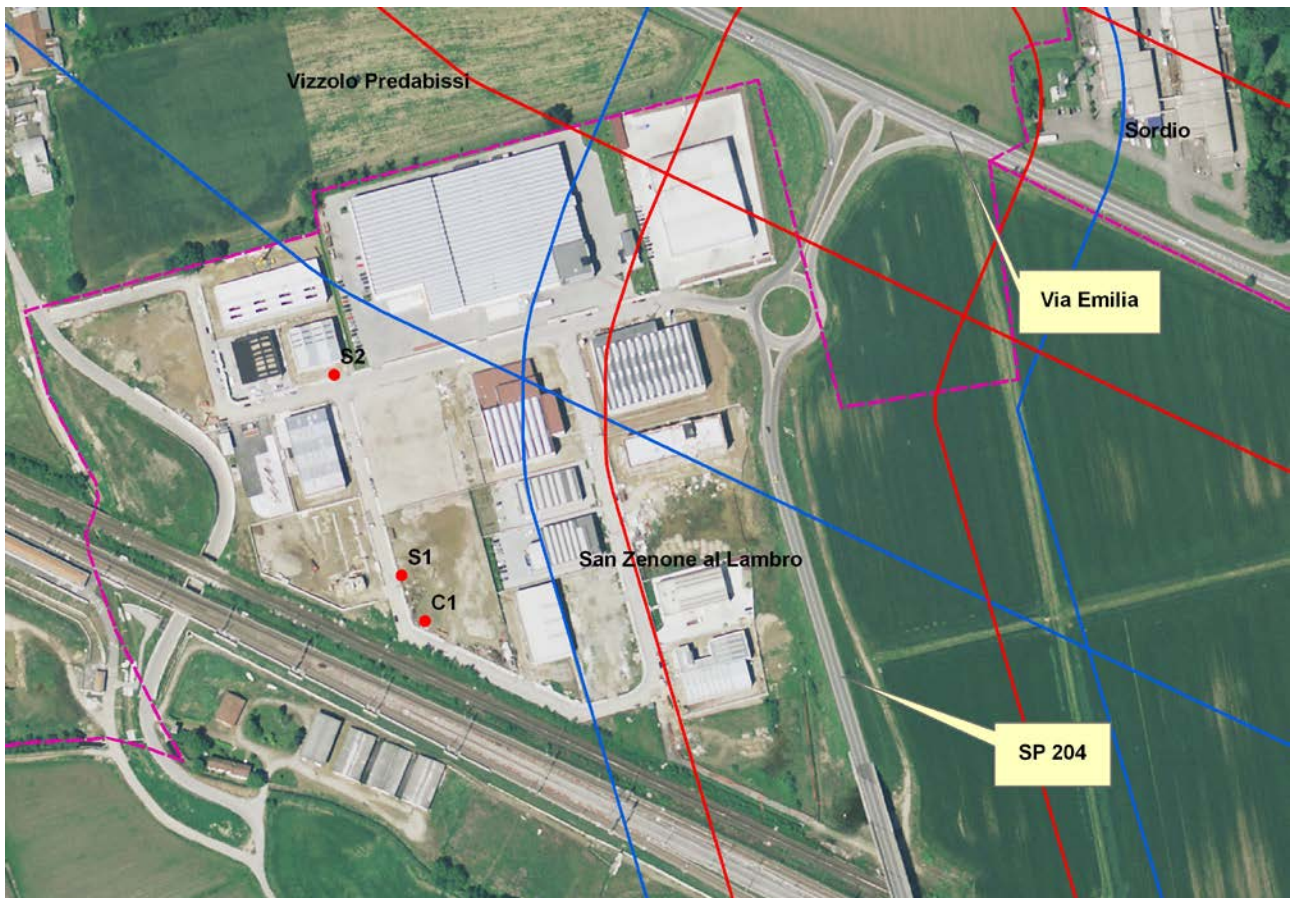 Vizzolo Predabissi
Sordio
Via Emilia
S2
S1
San Zenone al Lambro
C1
SP 204